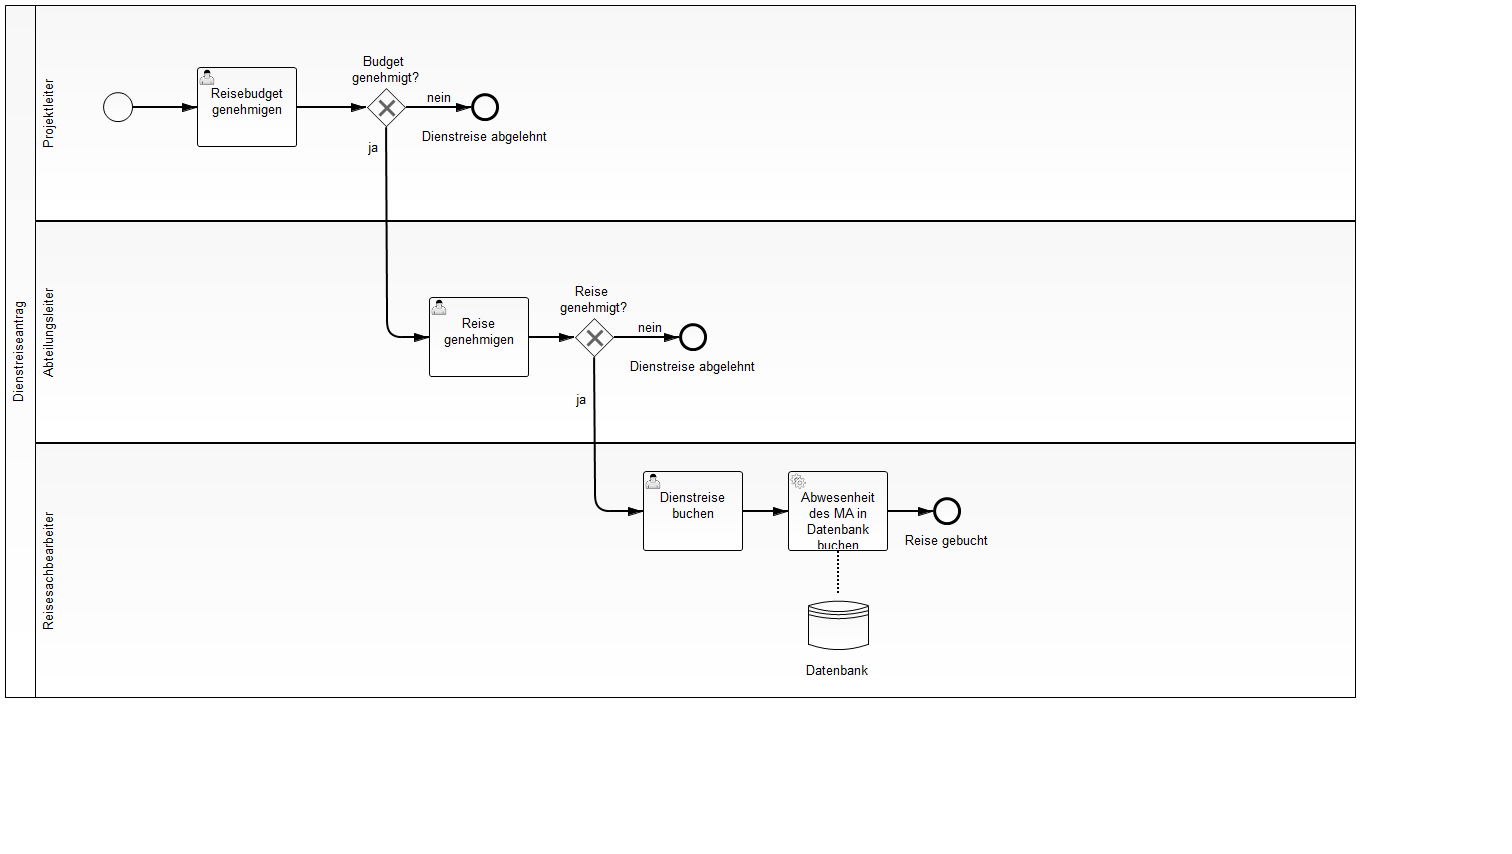 Dienstreiseantrag
Projektleiter
Reisebudget
genehmigen
Budget
genehmigt?
nein
Dienstreise abgelehnt
ja
Abteilungsleiter
Reise
genehmigen
Reise
genehmigt?
nein
Dienstreise abgelehnt
ja
Reisesachbearbeiter
Dienstreise
buchen
Abwesenheit
des MA in
Datenbank
buchen
Reise gebucht
Datenbank